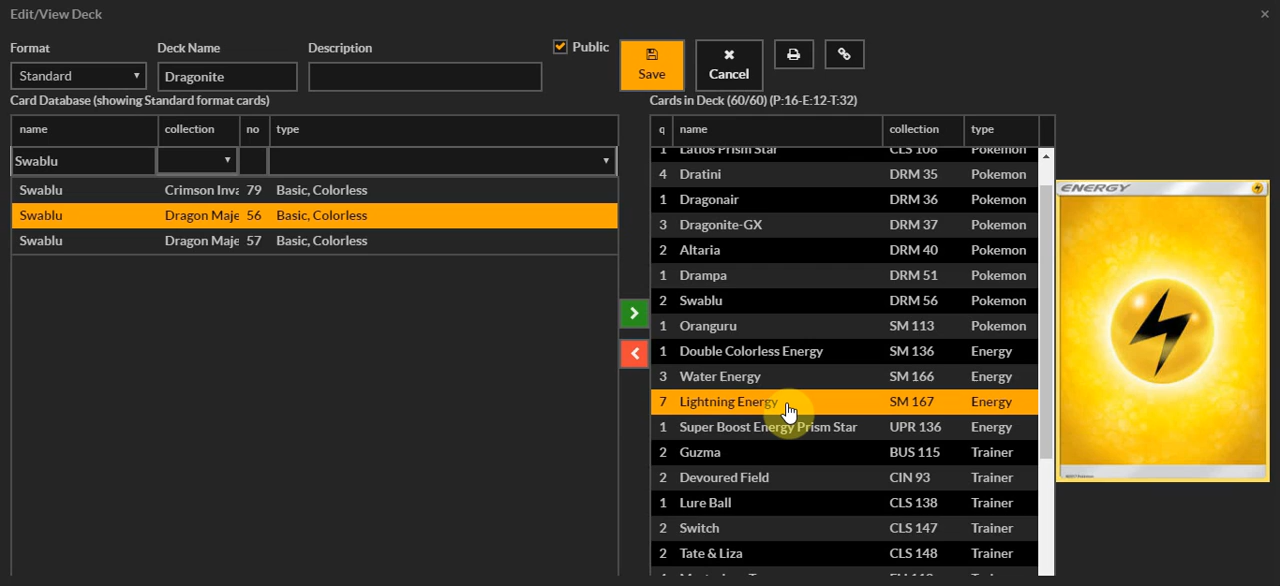 Edit/View Deck
×
Format
Deck Name
Description
Public
Save
Cancel
Standard
Dragonite
Card Database (showing Standard format cards)
Cards in Deck (60/60) (P:16-E:12-T:32)
name collection no type
Swablu
Swablu Crimson Inva 79 Basic, Colorless
Swablu Dragon Maje 56 Basic, Colorless
Swablu Dragon Maje 57 Basic, Colorless
q name collection type
1 Latios Prism Star CLS 108 Pokemon
4 Dratini DRM 35 Pokemon
1 Dragonair DRM 36 Pokemon
3 Dragonite-GX DRM 37 Pokemon
2 Altaria DRM 40 Pokemon
1 Drampa DRM 51 Pokemon
2 Swablu DRM 56 Pokemon
1 Oranguru SM 113 Pokemon
1 Double Colorless Energy SM 136 Energy
3 Water Energy SM 166 Energy
7 Lightning Energy SM 167 Energy
1 Super Boost Energy Prism Star UPR 136 Energy
2 Guzma BUS 115 Trainer
2 Devoured Field CIN 93 Trainer
1 Lure Ball CLS 138 Trainer
2 Switch CLS 147 Trainer
2 Tate & Liza CLS 148 Trainer
ENERGY